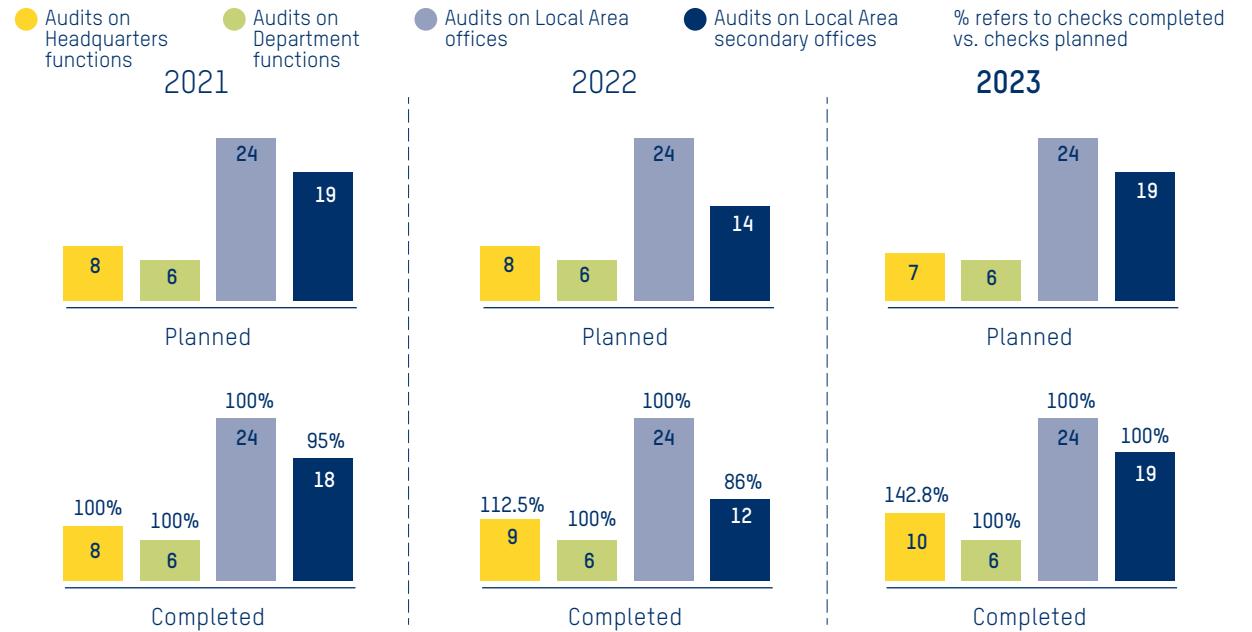 Audits on
Headquarters
functions
Audits on
Department
functions
Audits on Local Area
offices
Audits on Local Area
secondary offices
% refers to checks completed
vs. checks planned
2021
2022
2023
8
6
24
19
Planned
8
6
24
14
Planned
7
6
24
19
Planned
100%
8
100%
6
100%
24
95%
18
Completed
112.5%
9
100%
6
100%
24
86%
12
Completed
142.8%
10
100%
6
100%
24
100%
19
Completed